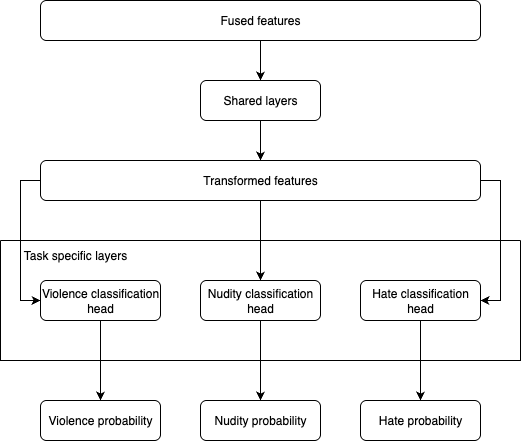 Fused features
Shared layers
Transformed features
Task specific layers
Violence classification
head
Nudity classification
head
Hate classification
head
Violence probability
Nudity probability
Hate probability